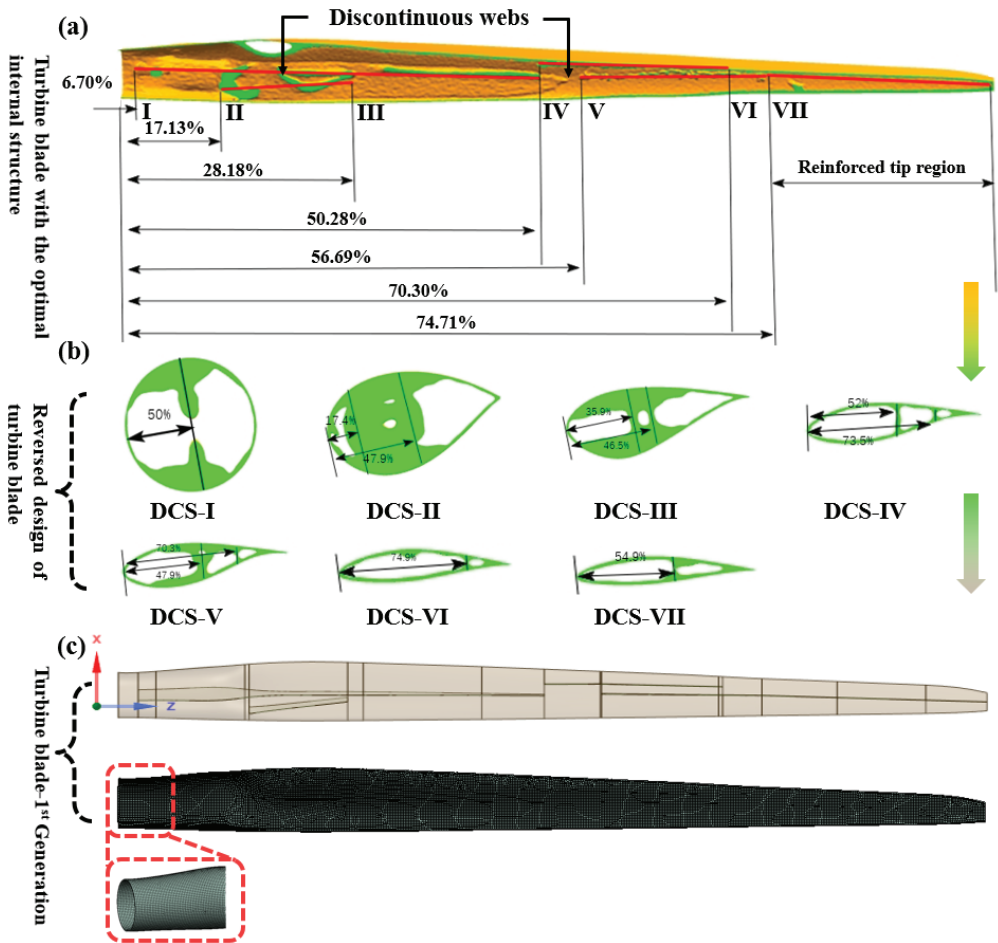 (a)
Discontinuous webs
Turbine blade with the optimal
internal structure
6.70%
I
II
III
IV
V
VI
VII
17.13%
28.18%
Reinforced tip region
50.28%
56.69%
70.30%
74.71%
(b)
Reversed design of
turbine blade
50%
17.4%
47.9%
35.9%
46.5%
52%
73.5%
DCS-I
DCS-II
DCS-III
DCS-IV
70.3%
47.9%
74.9%
54.9%
DCS-V
DCS-VI
DCS-VII
(c)
Turbine blade-1st Generation
X
Z